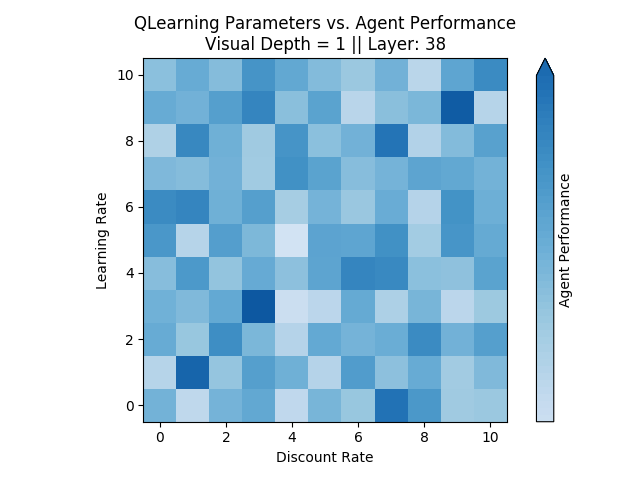 QLearning Parameters vs. Agent Performance
Visual Depth = 1 || Layer: 38
10
8
6
4
2
0
Learning Rate
0 2 4 6 8 10
Discount Rate
Agent Performance